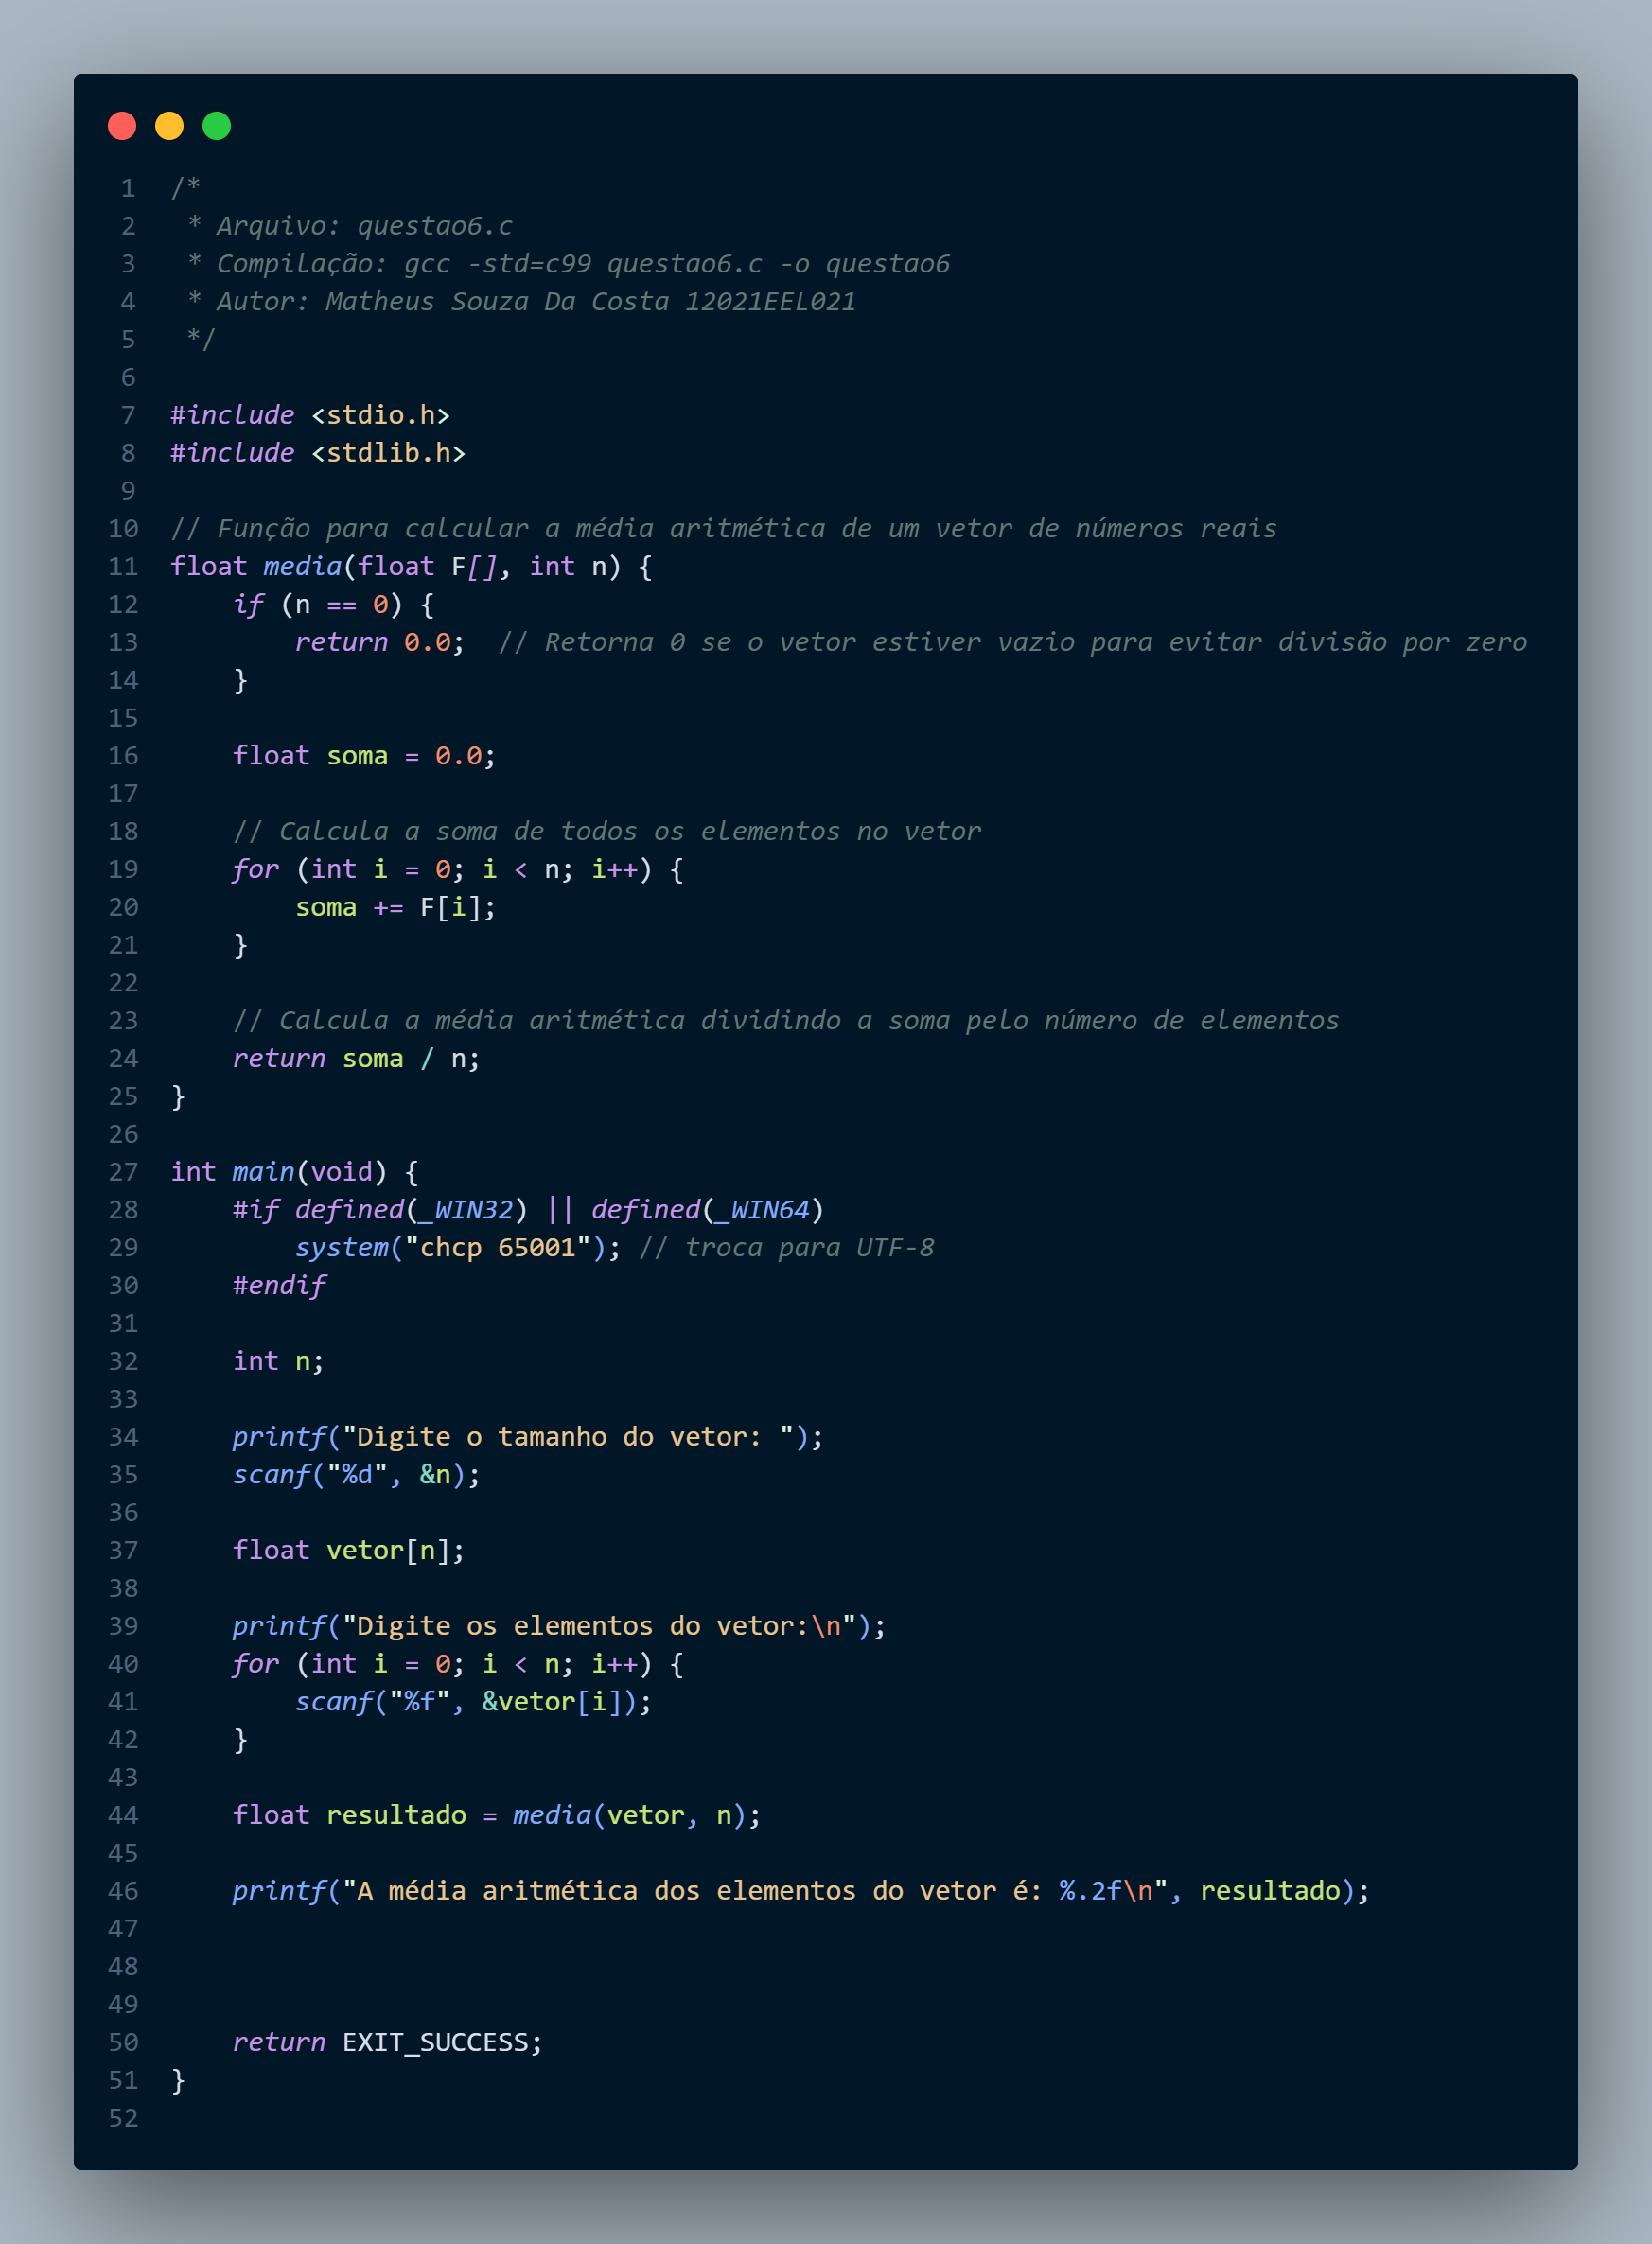 1 /*
2  * Arquivo: questao6.c
3  * Compilação: gcc -std=c99 questao6.c -o questao6
4  * Autor: Matheus Souza Da Costa 12021EEL021
5  */
6
7 #include <stdio.h>
8 #include <stdlib.h>
9
10 // Função para calcular a média aritmética de um vetor de números reais
11 float media(float F[], int n) {
12     if (n == 0) {
13         return 0.0;  // Retorna 0 se o vetor estiver vazio para evitar divisão por zero
14     }
15
16     float soma = 0.0;
17
18     // Calcula a soma de todos os elementos no vetor
19     for (int i = 0; i < n; i++) {
20         soma += F[i];
21     }
22
23     // Calcula a média aritmética dividindo a soma pelo número de elementos
24     return soma / n;
25 }
26
27 int main(void) {
28     #if defined(_WIN32) || defined(_WIN64)
29         system("chcp 65001"); // troca para UTF-8
30     #endif
31
32     int n;
33
34     printf("Digite o tamanho do vetor: ");
35     scanf("%d", &n);
36
37     float vetor[n];
38
39     printf("Digite os elementos do vetor:\n");
40     for (int i = 0; i < n; i++) {
41         scanf("%f", &vetor[i]);
42     }
43
44     float resultado = media(vetor, n);
45
46     printf("A média aritmética dos elementos do vetor é: %.2f\n", resultado);
47
48
49
50     return EXIT_SUCCESS;
51 }
52